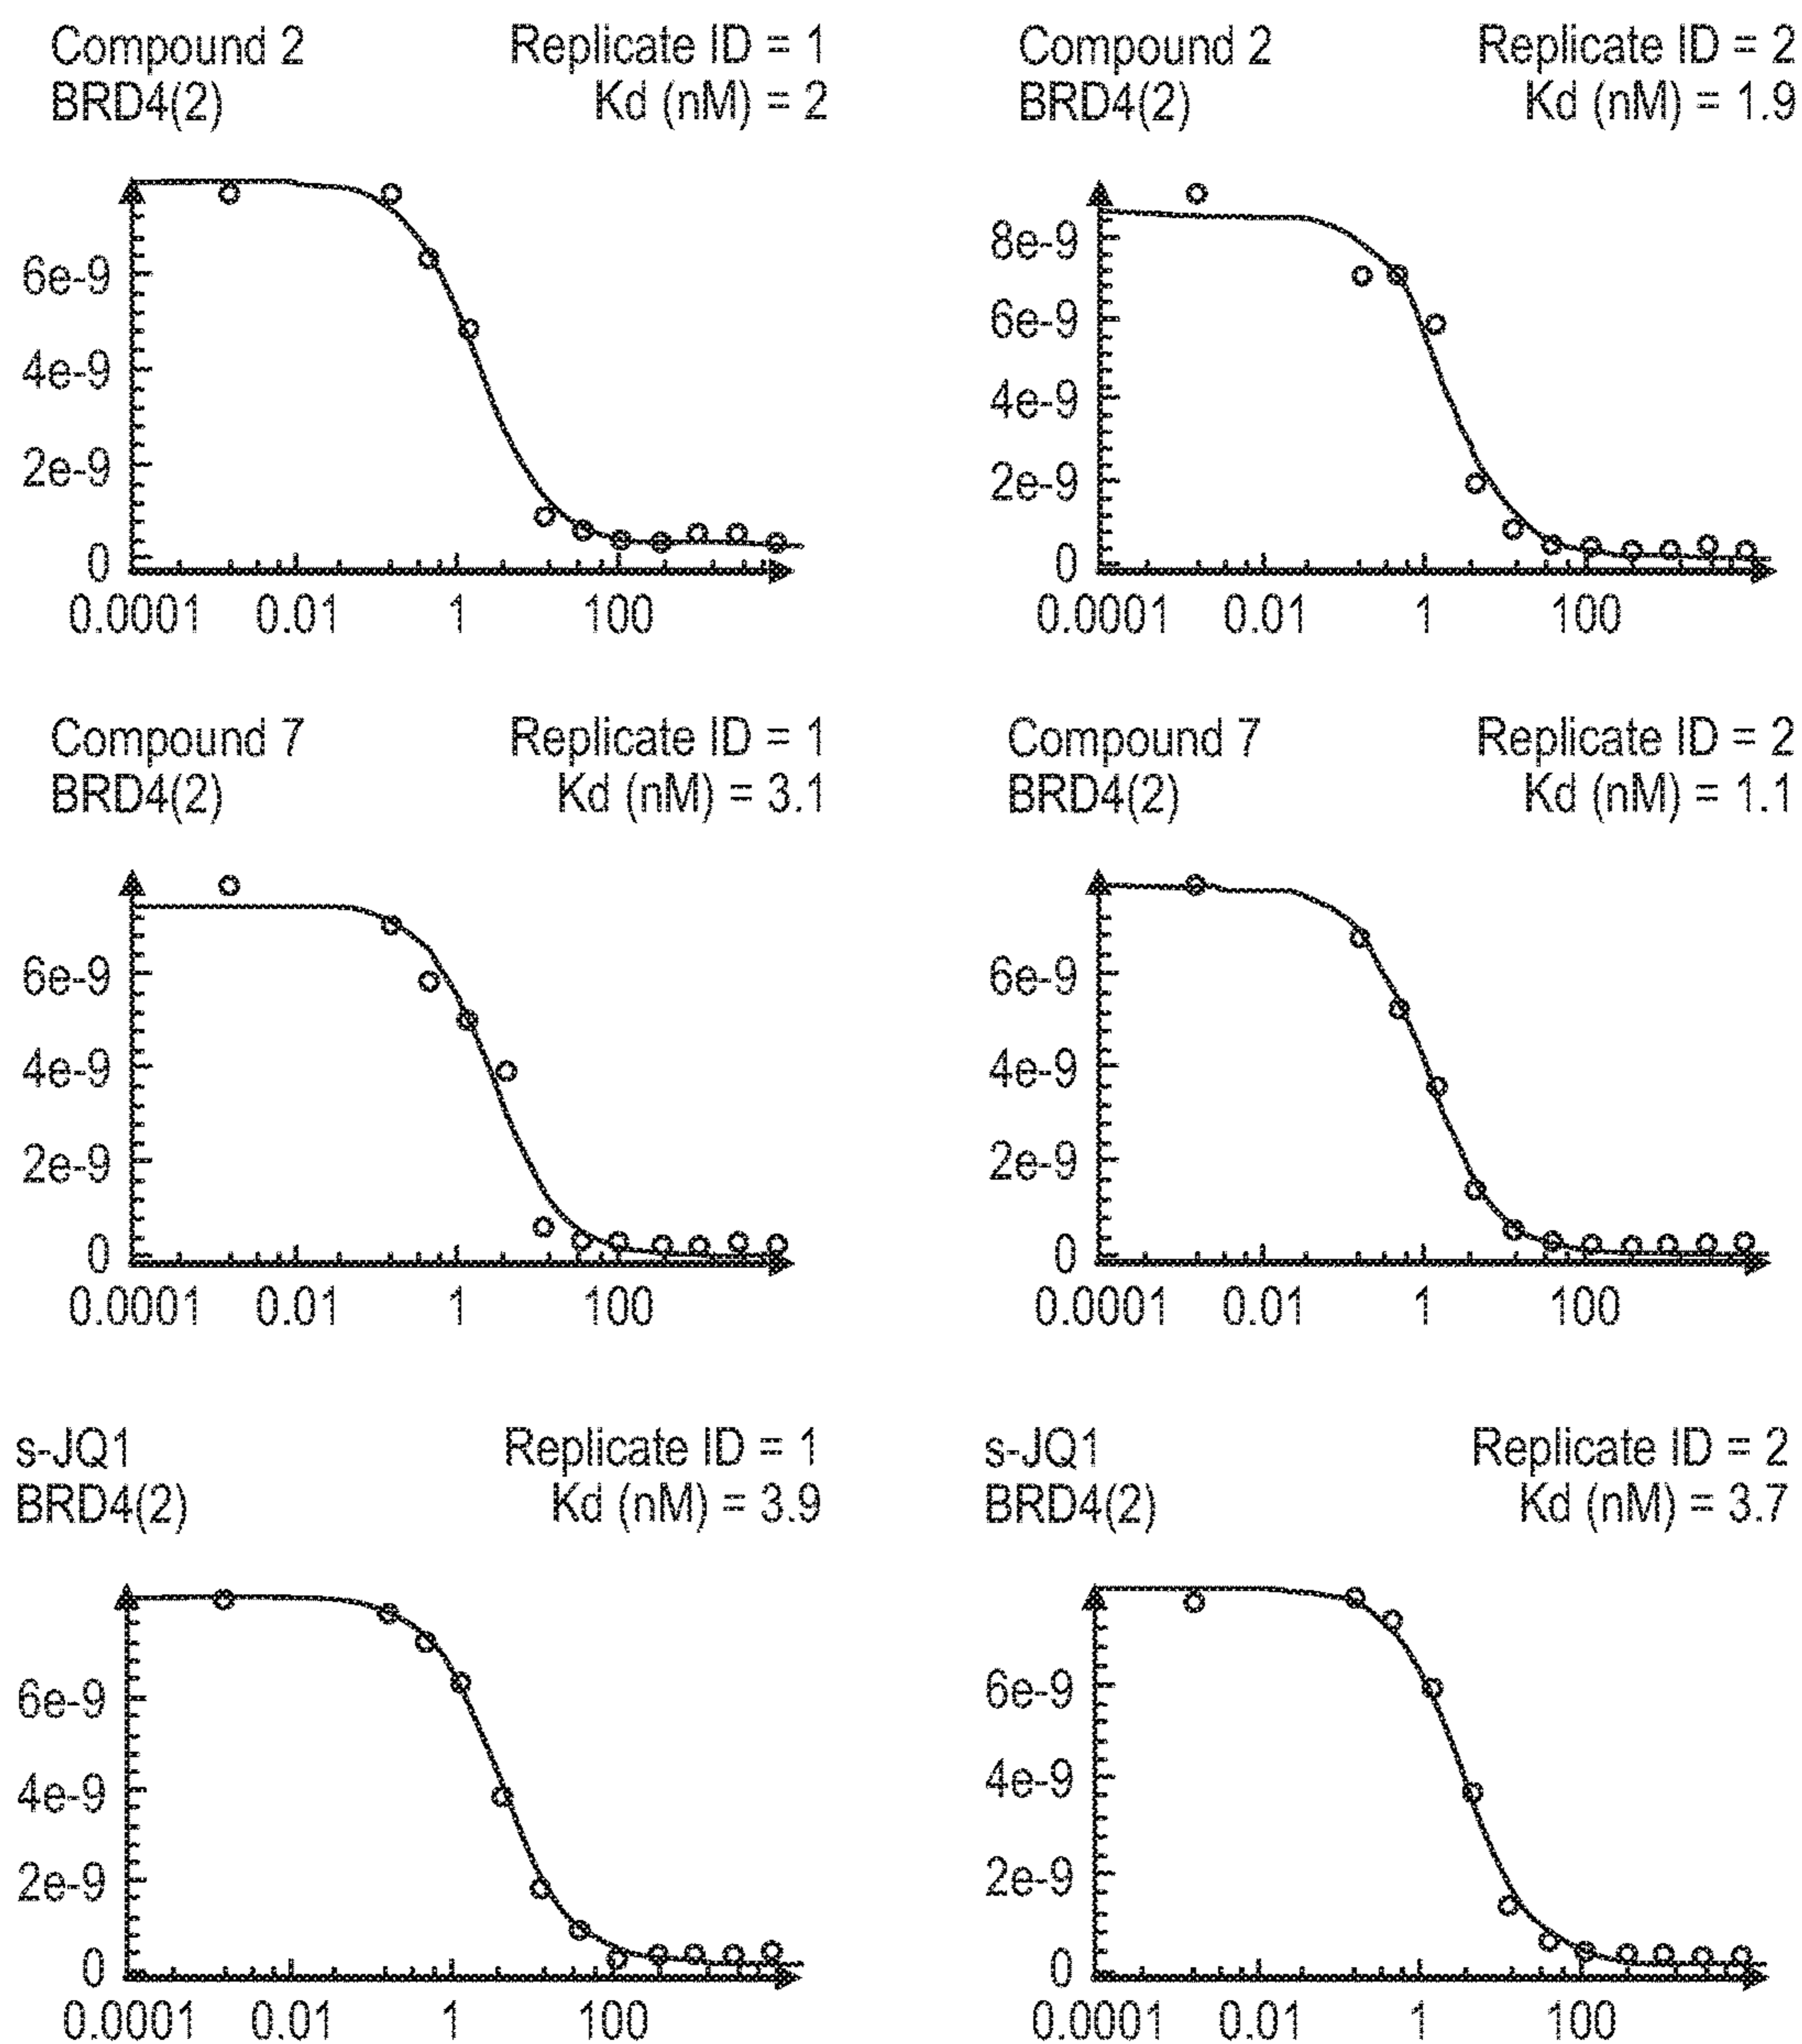 Compound 2 Replicate ID = 1
BRD4(2) Kd (nM) = 2
6e-9
4e-9
2e-9
0
0.0001 0.01 1 100
Compound 2 Replicate ID = 2
BRD4(2) Kd (nM) = 1.9
8e-9
6e-9
4e-9
2e-9
0
0.0001 0.01 1 100
Compound 7 Replicate ID = 1
BRD4(2) Kd (nM) = 3.1
6e-9
4e-9
2e-9
0
0.0001 0.01 1 100
Compound 7 Replicate ID = 2
BRD4(2) Kd (nM) = 1.1
6e-9
4e-9
2e-9
0
0.0001 0.01 1 100
s-JQ1 Replicate ID = 1
BRD4(2) Kd (nM) = 3.9
6e-9
4e-9
2e-9
0
0.0001 0.01 1 100
s-JQ1 Replicate ID = 2
BRD4(2) Kd (nM) = 3.7
6e-9
4e-9
2e-9
0
0.0001 0.01 1 100